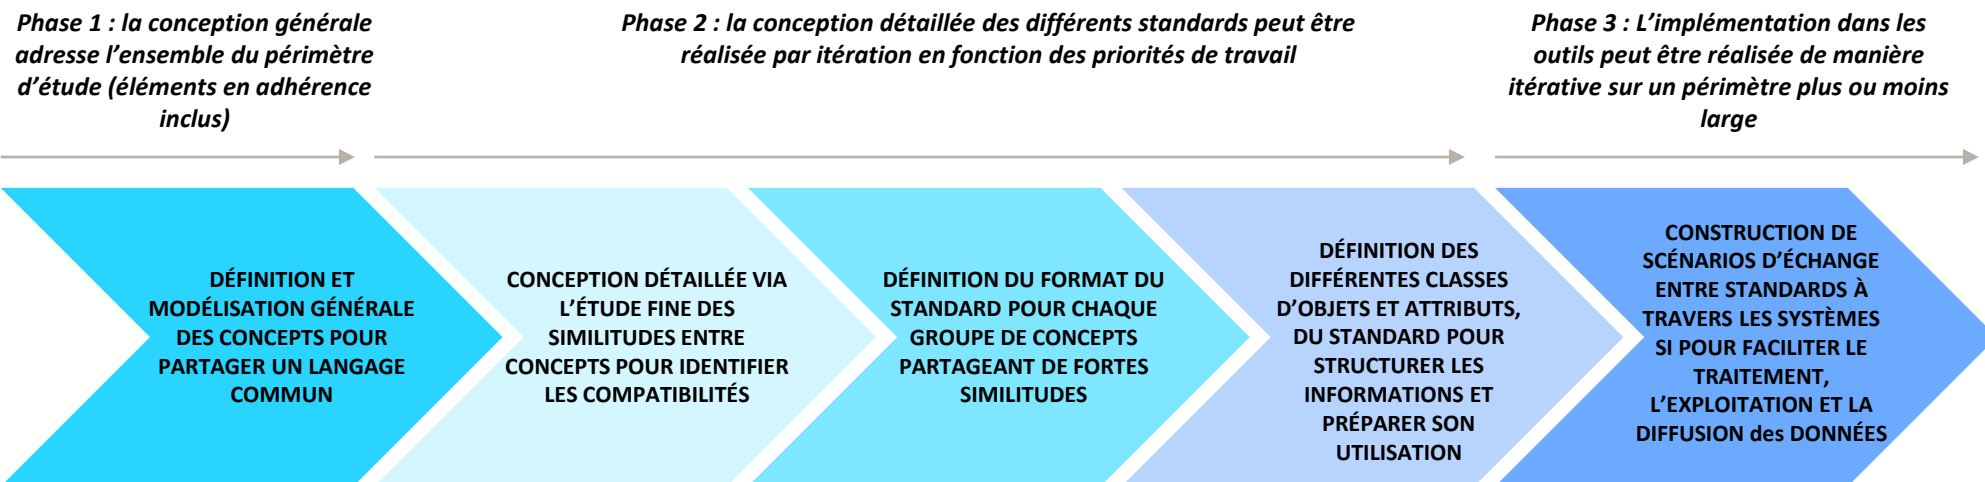 Phase 1 : la conception générale
adresse l’ensemble du périmètre
d’étude (éléments en adhérence
inclus)
Phase 2 : la conception détaillée des différents standards peut être
réalisée par itération en fonction des priorités de travail
Phase 3 : L’implémentation dans les
outils peut être réalisée de manière
itérative sur un périmètre plus ou moins
large
DÉFINITION ET
MODÉLISATION GÉNÉRALE
DES CONCEPTS POUR
PARTAGER UN LANGAGE
COMMUN
CONCEPTION DÉTAILLÉE VIA
L’ÉTUDE FINE DES
SIMILITUDES ENTRE
CONCEPTS POUR IDENTIFIER
LES COMPATIBILITÉS
DÉFINITION DU FORMAT DU
STANDARD POUR CHAQUE
GROUPE DE CONCEPTS
PARTAGEANT DE FORTES
SIMILITUDES
DÉFINITION DES
DIFFÉRENTES CLASSES
D’OBJETS ET ATTRIBUTS,
DU STANDARD POUR
STRUCTURER LES
INFORMATIONS ET
PRÉPARER SON
UTILISATION
CONSTRUCTION DE
SCÉNARIOS D’ÉCHANGE
ENTRE STANDARDS À
TRAVERS LES SYSTÈMES
SI POUR FACILITER LE
TRAITEMENT,
L’EXPLOITATION ET LA
DIFFUSION des DONNÉES